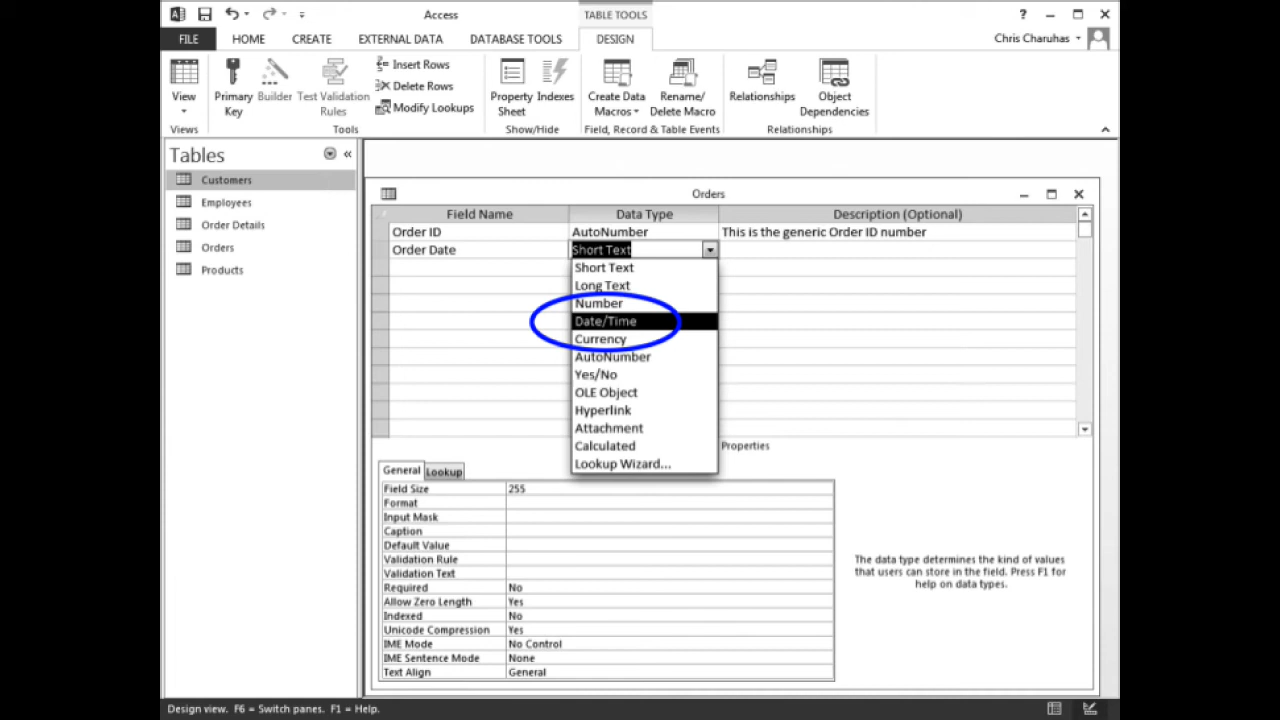 Access
TABLE TOOLS
?
FILE
HOME
CREATE
EXTERNAL DATA
DATABASE TOOLS
DESIGN
Chris Charuhas
View
Primary Key
Builder
Test Validation Rules
Insert Rows
Delete Rows
Modify Lookups
Property Sheet
Indexes
Create Data Macros
Rename/ Delete Macro
Relationships
Object Dependencies
Views
Tools
Show/Hide
Field, Record & Table Events
Relationships
Tables
Customers
Employees
Order Details
Orders
Products
Orders
Field Name Data Type Description (Optional)
Order ID AutoNumber This is the generic Order ID number
Order Date Short Text
Short Text
Long Text
Number
Date/Time
Currency
AutoNumber
Yes/No
OLE Object
Hyperlink
Attachment
Calculated
Lookup Wizard...
Properties
General Lookup
Field Size 255
Format
Input Mask
Caption
Default Value
Validation Rule
Validation Text
Required No
Allow Zero Length Yes
Indexed No
Unicode Compression Yes
IME Mode No Control
IME Sentence Mode None
Text Align General
The data type determines the kind of values
that users can store in the field. Press F1 for
help on data types.
Design view. F6 = Switch panes. F1 = Help.